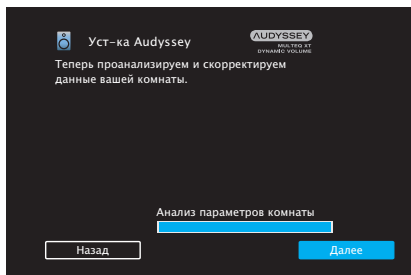 Уст-ка Audyssey
AUDYSSEY
MULTEQ XT
DYNAMIC VOLUME
Теперь проанализируем и скорректируем
данные вашей комнаты.
Анализ параметров комнаты
Назад
Далее